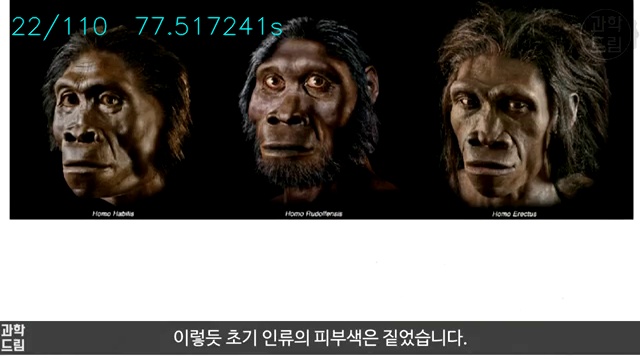 22/110 77.517241s
과학
드림
Homo Habilis
Homo Rudolfensis
Homo Erectus
과학
드림
이렇듯 초기 인류의 피부색은 짙었습니다.